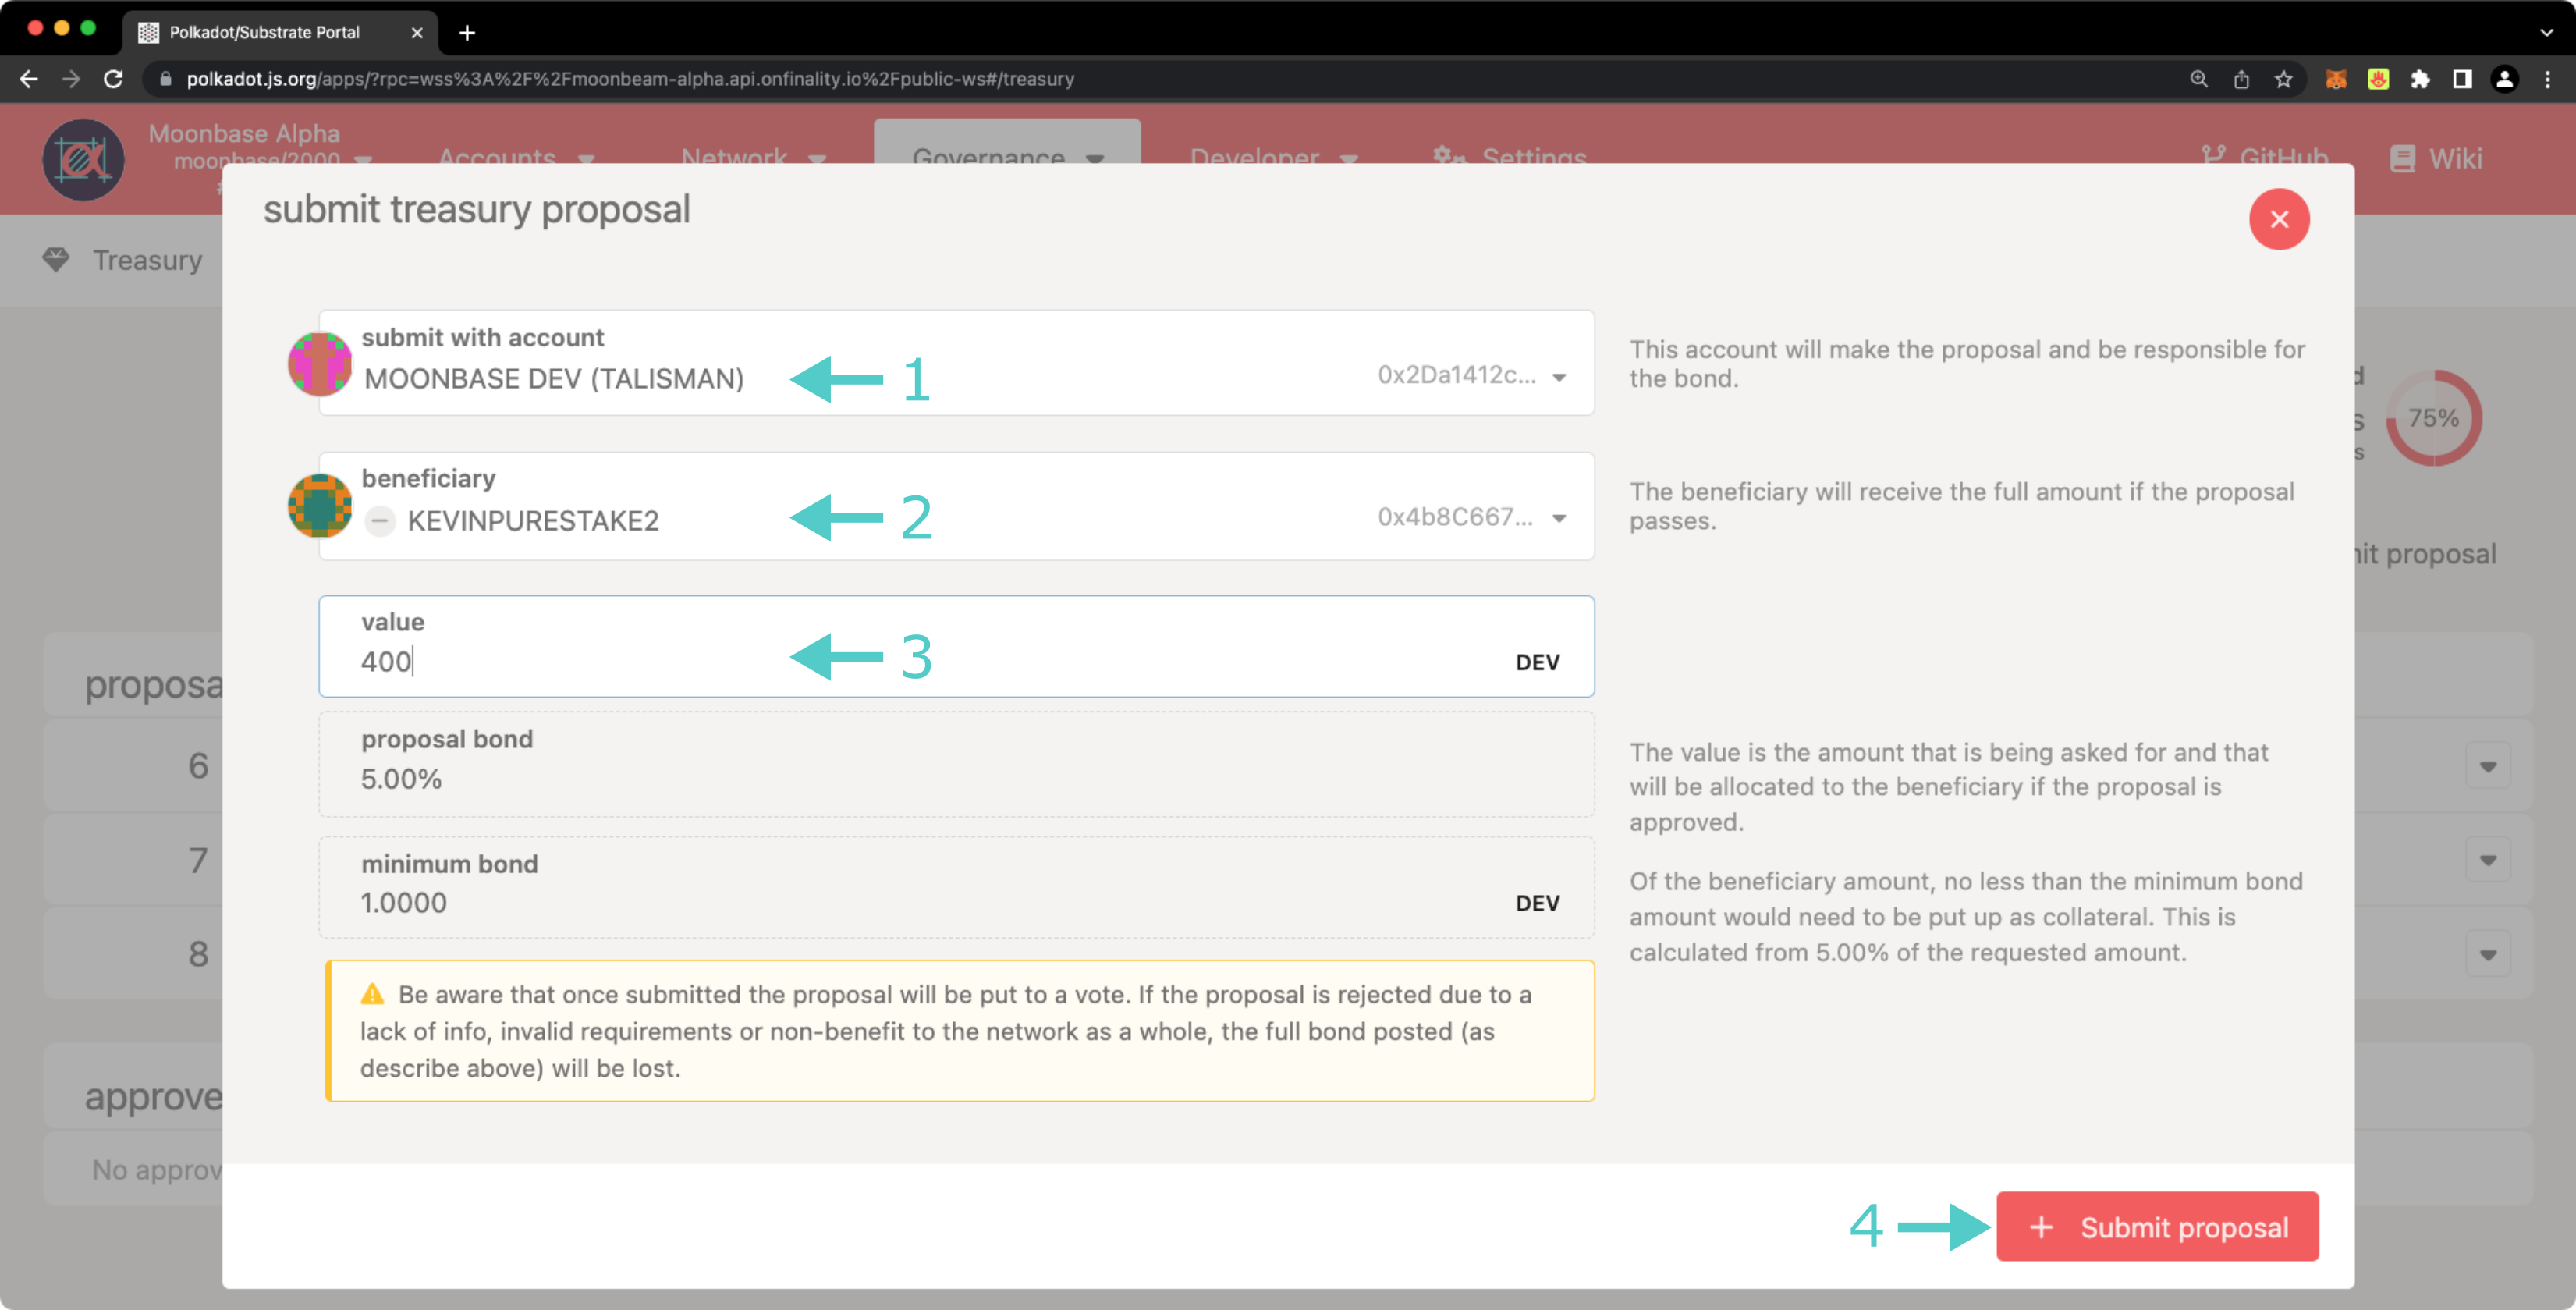 Polkadot/Substrate Portal
polkadot.js.org/apps/?rpc=wss%3A%2F%2Fmoonbeam-alpha.api.onfinality.io%2Fpublic-ws#/treasury
Moonbase Alpha
moonbase/2000
Accounts
Network
Governance
Developer
Settings
GitHub
Wiki
Treasury
submit treasury proposal
submit with account
MOONBASE DEV (TALISMAN)
1
0x2Da1412c...
This account will make the proposal and be responsible for
the bond.
75%
beneficiary
KEVINPURESTAKE2
2
0x4b8C667...
The beneficiary will receive the full amount if the proposal
passes.
it proposal
value
400
3
DEV
proposa
6
7
8
proposal bond
5.00%
The value is the amount that is being asked for and that
will be allocated to the beneficiary if the proposal is
approved.
minimum bond
1.0000
DEV
Of the beneficiary amount, no less than the minimum bond
amount would need to be put up as collateral. This is
calculated from 5.00% of the requested amount.
Be aware that once submitted the proposal will be put to a vote. If the proposal is rejected due to a
lack of info, invalid requirements or non-benefit to the network as a whole, the full bond posted (as
describe above) will be lost.
approve
No approv
4
Submit proposal